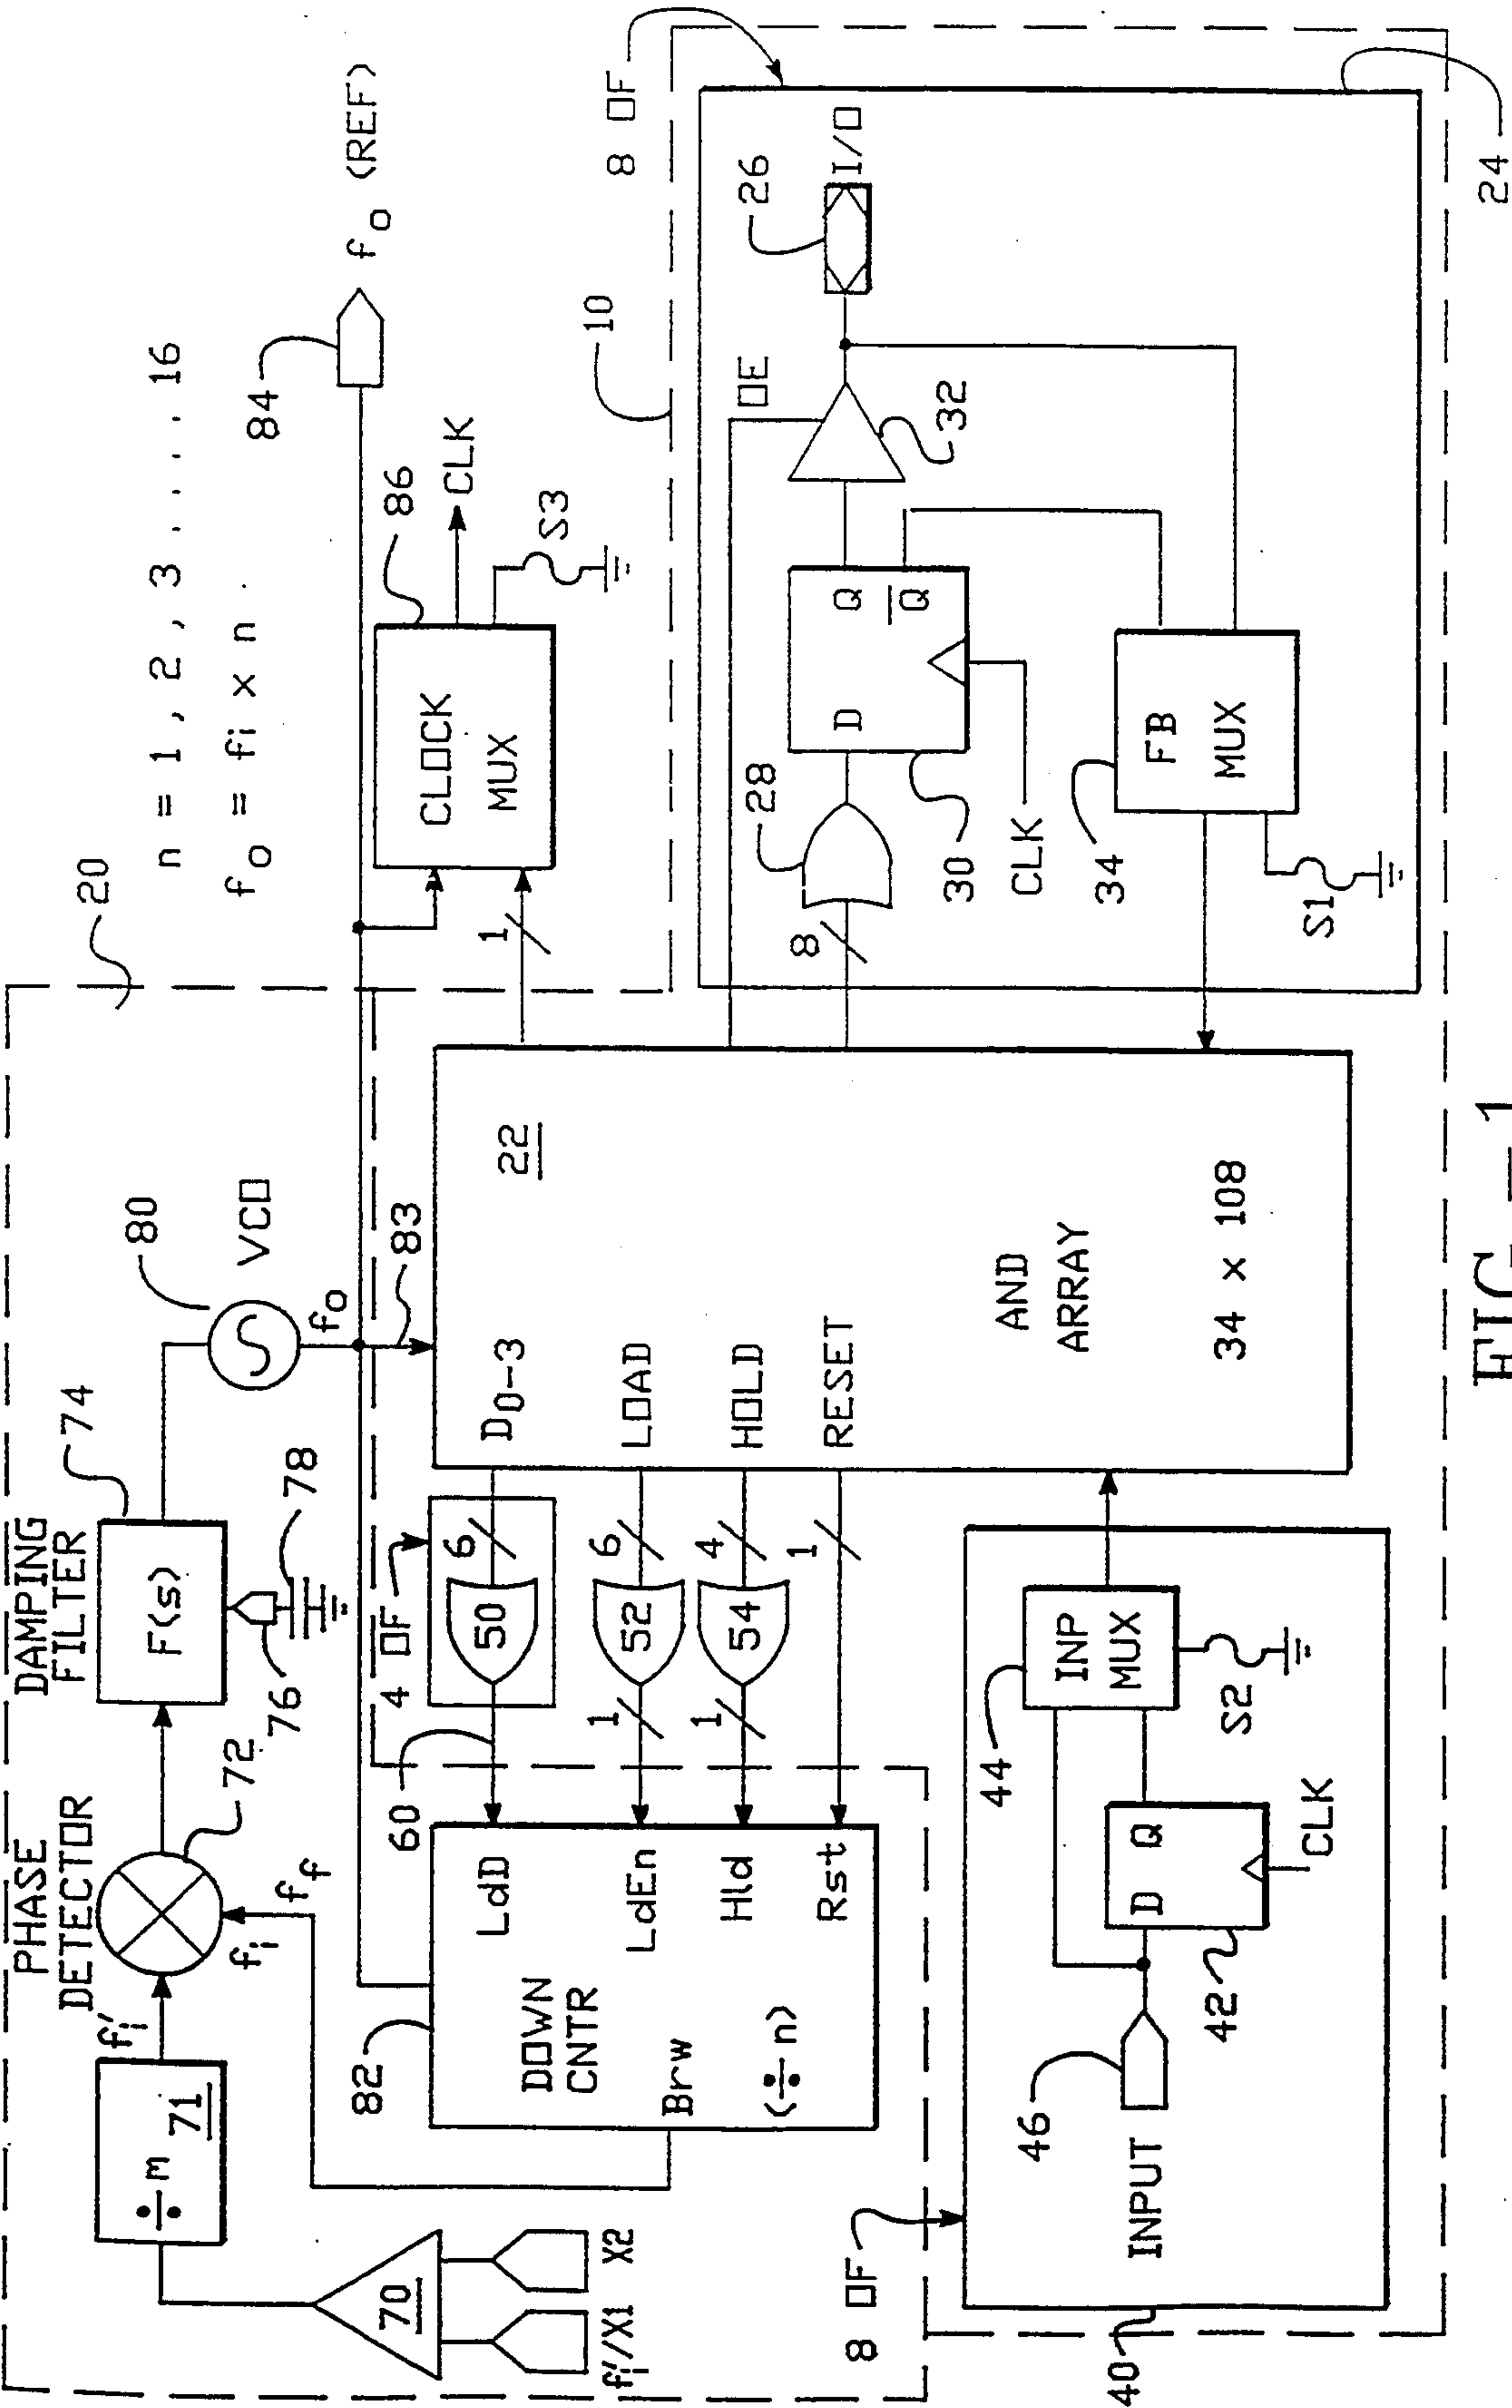 20
n = 1 , 2 , 3 . . . . . 16
f₀ = fi x n
PHASE
DETECTOR
DAMPING
FILTER
÷ m
71
fᵢ′
72
fᵢ
f_f
F(s)
74
76
78
80
VCO
f₀
84
f₀ (REF)
70
fᵢ′/X1
X2
82
DOWN
CNTR
Brw
(÷ n)
LdD
LdEn
Hld
Rst
60
4 OF
50
6
52
6
1
54
4
1
1
83
D₀₋₃
LOAD
HOLD
RESET
22
AND
ARRAY
34 x 108
CLOCK
MUX
86
CLK
S3
1
10
8 OF
24
OE
26
I/O
8
28
D
Q
Q̅
30
CLK
32
34
FB
MUX
S1
8 OF
40
INPUT
46
D
Q
42
CLK
44
INP
MUX
S2
FIG_1